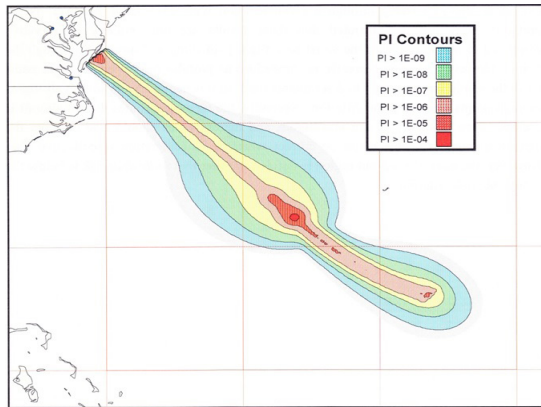 PI Contours
PI > 1E-09
PI > 1E-08
PI > 1E-07
PI > 1E-06
PI > 1E-05
PI > 1E-04